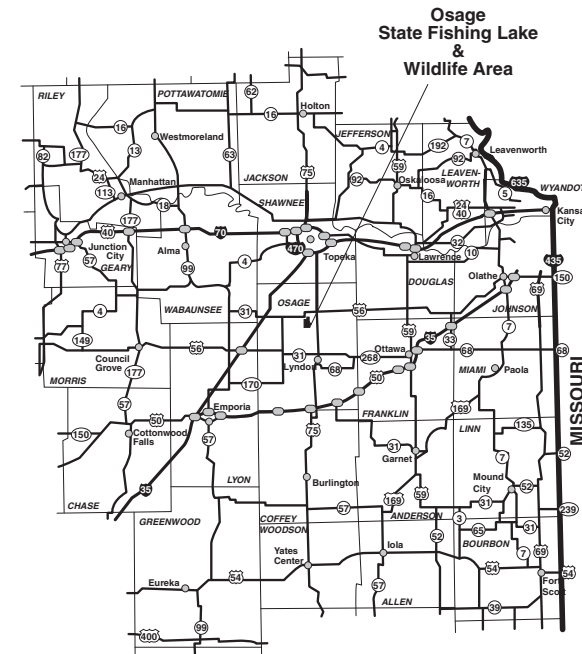 Osage
State Fishing Lake
&
Wildlife Area
RILEY
POTTAWATOMIE
62
16
Holton
16
Westmoreland
JEFFERSON
4
192
7
Leavenworth
82
177
13
63
75
59
92
24
Manhattan
JACKSON
92
Oskaloosa
LEAVEN-
WORTH
635
WYANDOT
113
18
SHAWNEE
16
5
24
40
Kansas
City
177
40
70
470
Topeka
Lawrence
32
10
Junction
City
Alma
435
77
57
GEARY
99
4
DOUGLAS
Olathe
150
69
4
WABAUNSEE
31
OSAGE
56
JOHNSON
149
59
35
33
7
Council
Grove
56
31
Lyndon
268
Ottawa
68
68
MORRIS
177
68
50
MIAMI
Paola
170
57
50
Emporia
169
FRANKLIN
LINN
150
Cottonwood
Falls
57
75
31
Garnet
135
7
52
MISSOURI
35
LYON
Burlington
Mound
City
52
CHASE
GREENWOOD
57
169
59
31
239
COFFEY
WOODSON
ANDERSON
3
65
31
Yates
Center
Iola
52
BOURBON
7
69
Eureka
54
57
54
54
Fort
Scott
99
ALLEN
39
400